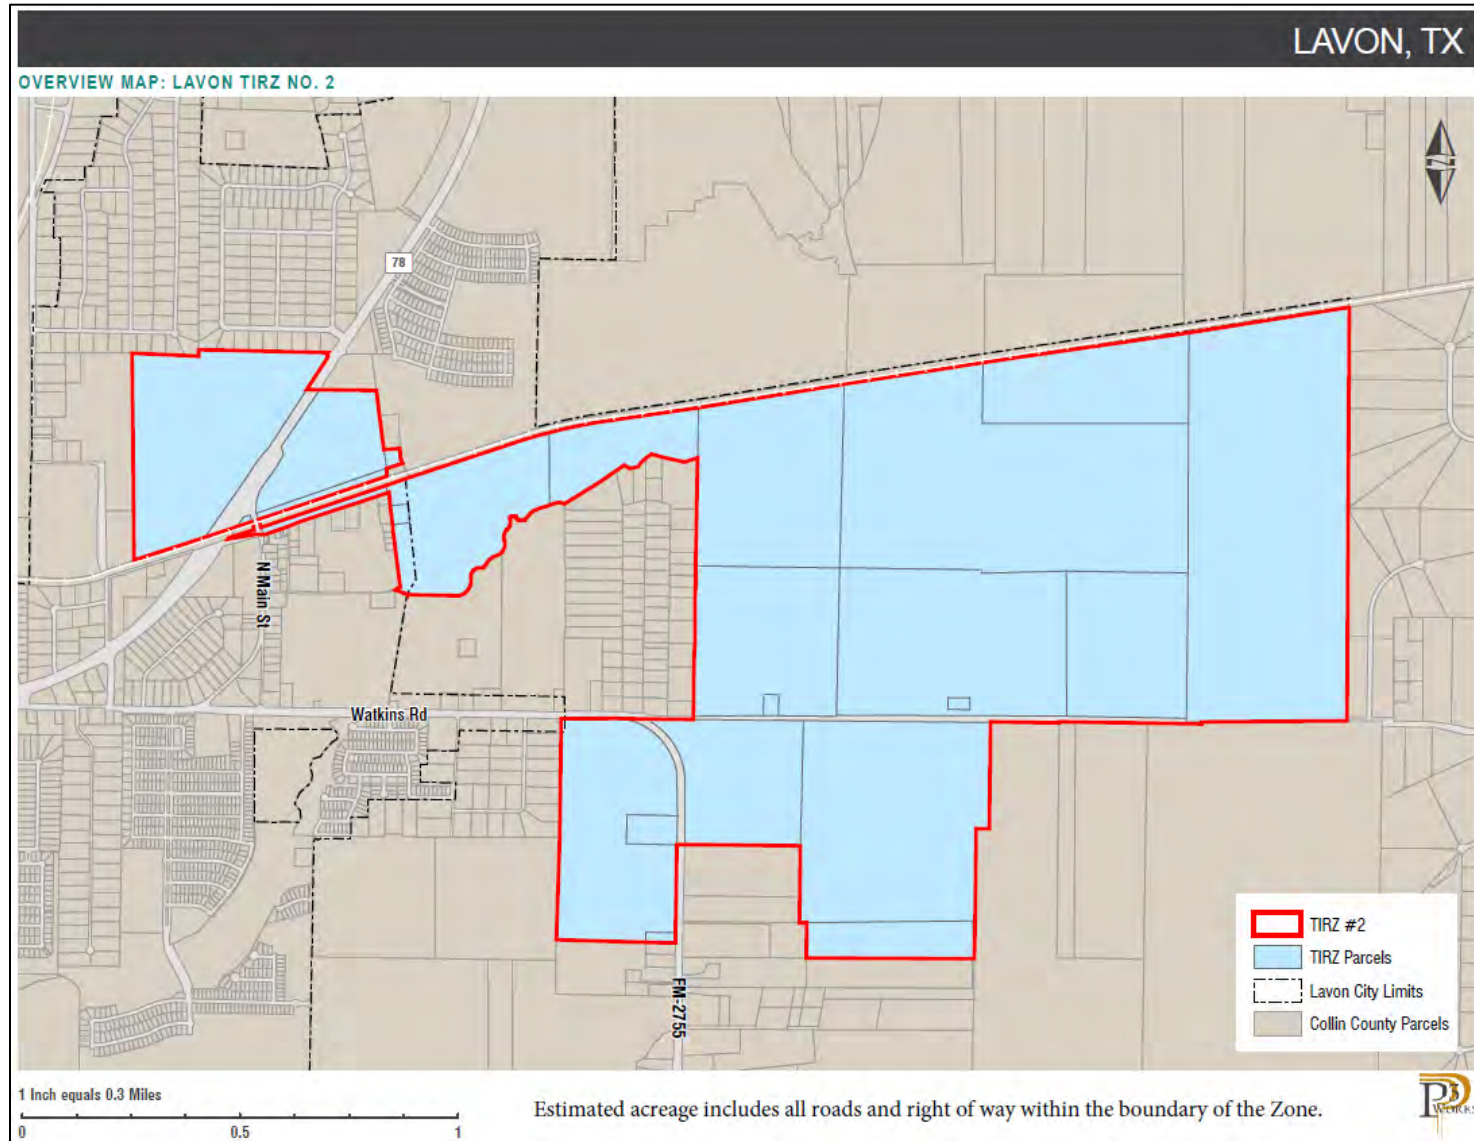 LAVON, TX
OVERVIEW MAP: LAVON TIRZ NO. 2
78
N Main St
Watkins Rd
FM-2755
TIRZ #2
TIRZ Parcels
Lavon City Limits
Collin County Parcels
1 Inch equals 0.3 Miles
0 0.5 1
Estimated acreage includes all roads and right of way within the boundary of the Zone.
P3
WORKS
N